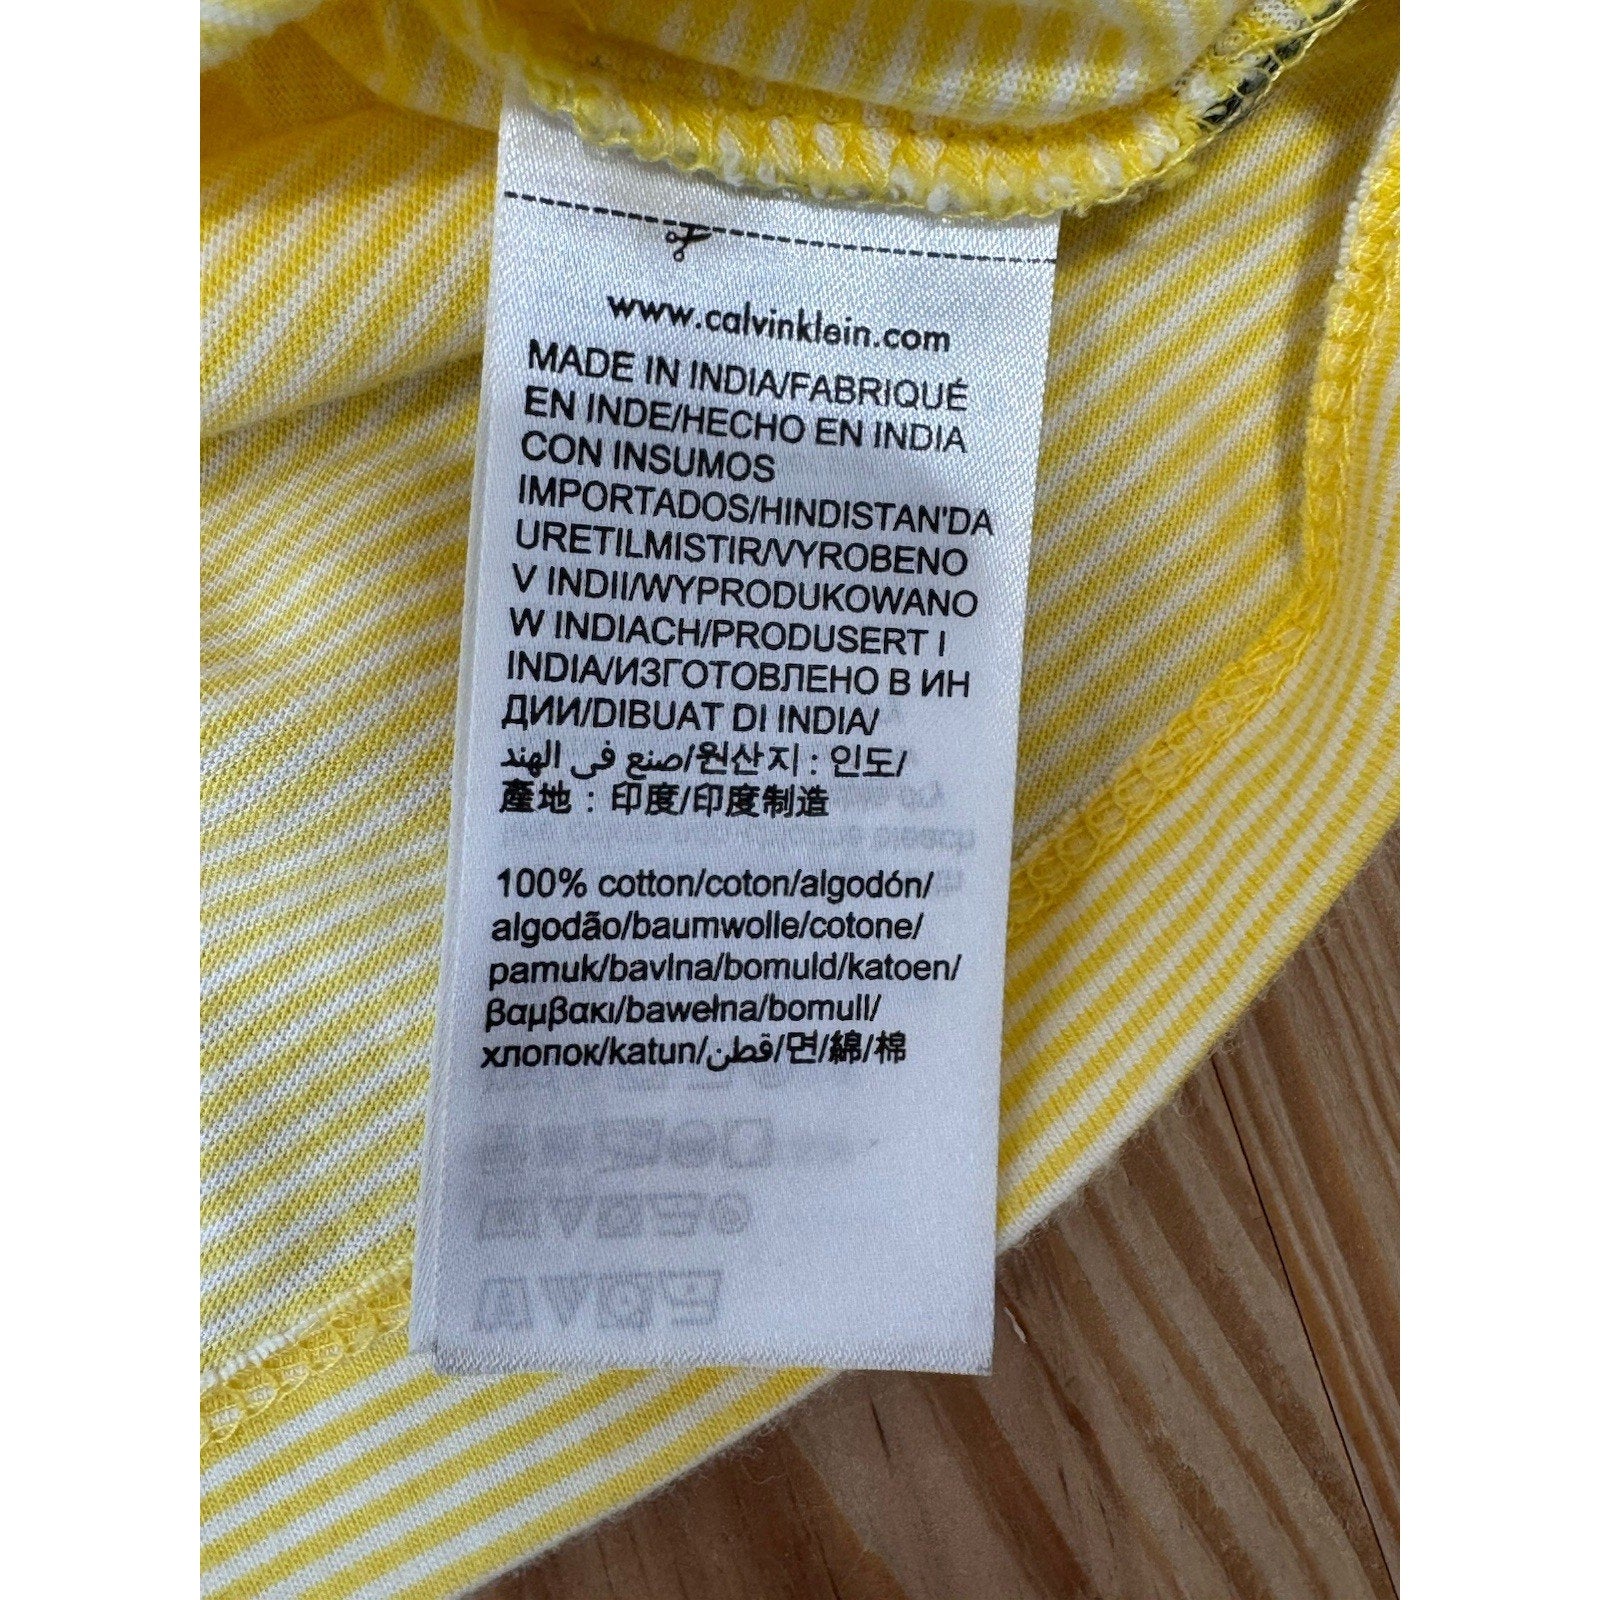 www.calvinklein.com
MADE IN INDIA/FABRIQUÉ
EN INDE/HECHO EN INDIA
CON INSUMOS
IMPORTADOS/HINDISTAN'DA
URETILMISTIR/VYROBENO
V INDII/WYPRODUKOWANO
W INDIACH/PRODUSERT I
INDIA/ИЗГОТОВЛЕНО В ИН
ДИИ/DIBUAT DI INDIA/
صنع في الهند/원산지 : 인도/
產地 : 印度/印度制造
100% cotton/coton/algodón/
algodão/baumwolle/cotone/
pamuk/bavlna/bomuld/katoen/
βαμβακι/bawełna/bomull/
хлопок/katun/قطن/면/綿/棉